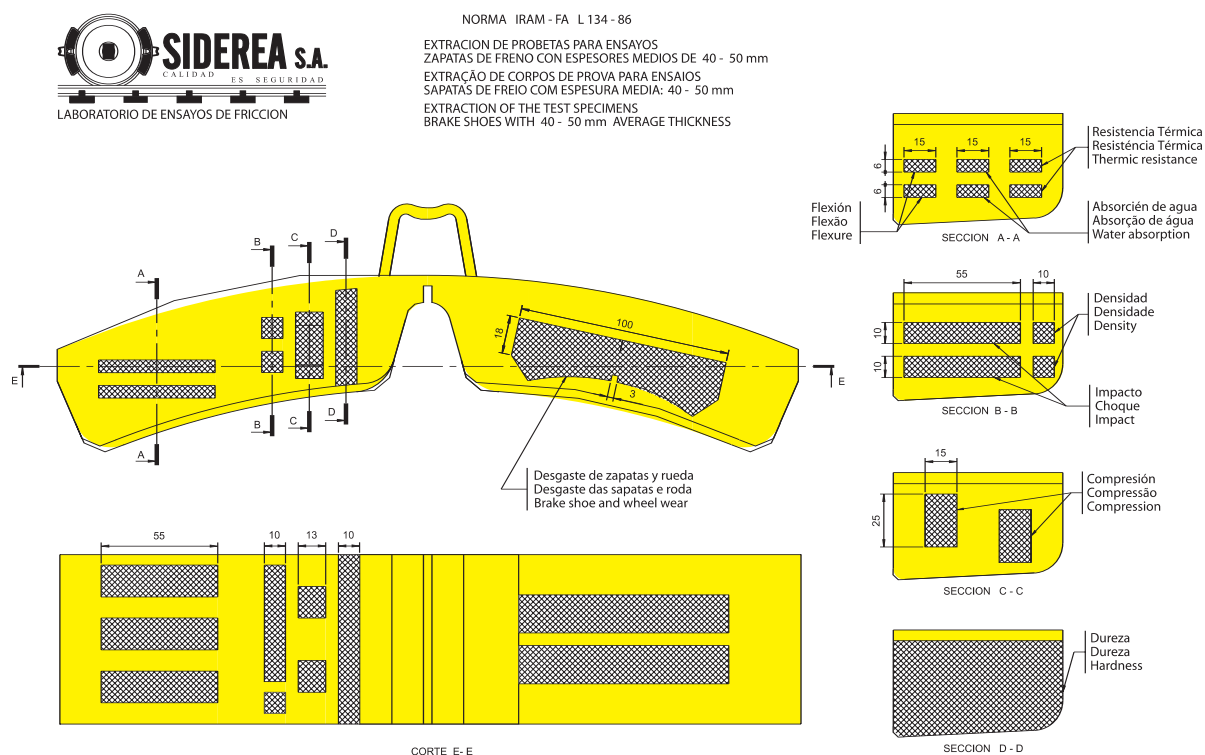 NORMA IRAM - FA L 134 - 86
SIDEREA S.A.
CALIDAD ES SEGURIDAD
LABORATORIO DE ENSAYOS DE FRICCION
EXTRACION DE PROBETAS PARA ENSAYOS
ZAPATAS DE FRENO CON ESPESORES MEDIOS DE 40 - 50 mm
EXTRAÇÃO DE CORPOS DE PROVA PARA ENSAIOS
SAPATAS DE FREIO COM ESPESURA MEDIA: 40 - 50 mm
EXTRACTION OF THE TEST SPECIMENS
BRAKE SHOES WITH 40 - 50 mm AVERAGE THICKNESS
A
B
C
D
E
18
100
3
E
A
B
C
D
Desgaste de zapatas y rueda
Desgaste das sapatas e roda
Brake shoe and wheel wear
55
10
13
10
CORTE E- E
15
15
15
6
6
Resistencia Térmica
Resisténcia Térmica
Thermic resistance
Flexión
Flexão
Flexure
Absorcién de agua
Absorção de água
Water absorption
SECCION A - A
55
10
10
10
Densidad
Densidade
Density
Impacto
Choque
Impact
SECCION B - B
15
25
Compresión
Compressão
Compression
SECCION C - C
Dureza
Dureza
Hardness
SECCION D - D